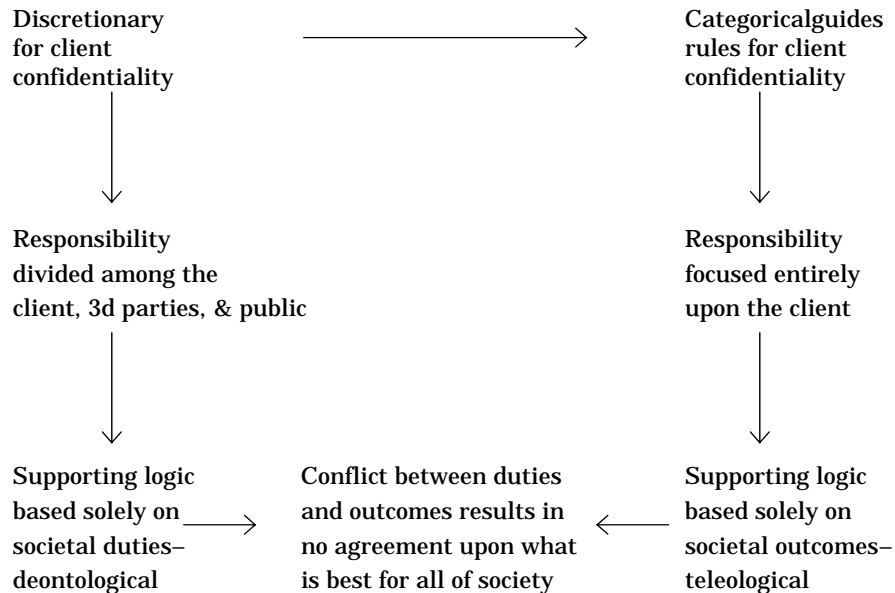 Discretionary
for client
confidentiality
Categoricalguides
rules for client
confidentiality
Responsibility
divided among the
client, 3d parties, & public
Responsibility
focused entirely
upon the client
Supporting logic
based solely on
societal duties–
deontological
Conflict between duties
and outcomes results in
no agreement upon what
is best for all of society
Supporting logic
based solely on
societal outcomes–
teleological